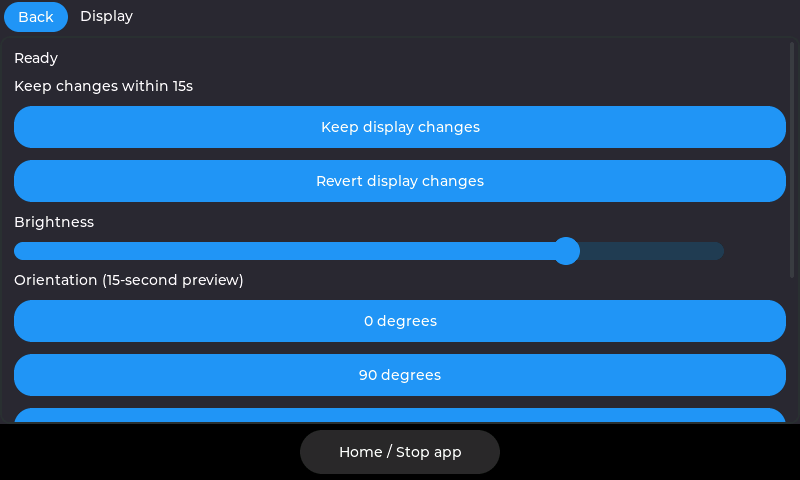 Back
Display
Ready
Keep changes within 15s
Keep display changes
Revert display changes
Brightness
Orientation (15-second preview)
0 degrees
90 degrees
Home / Stop app